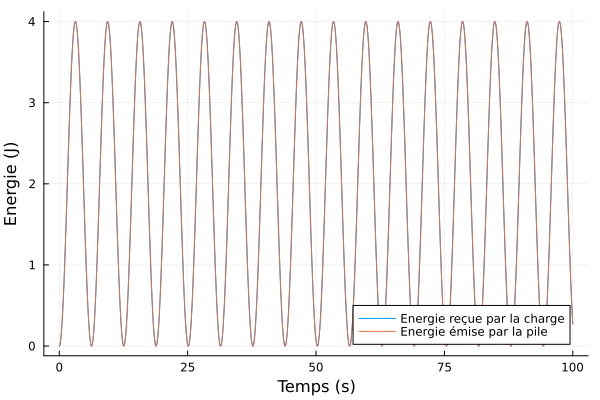 Energie (J)
4
3
2
1
0
Energie reçue par la charge
Energie émise par la pile
0 25 50 75 100
Temps (s)